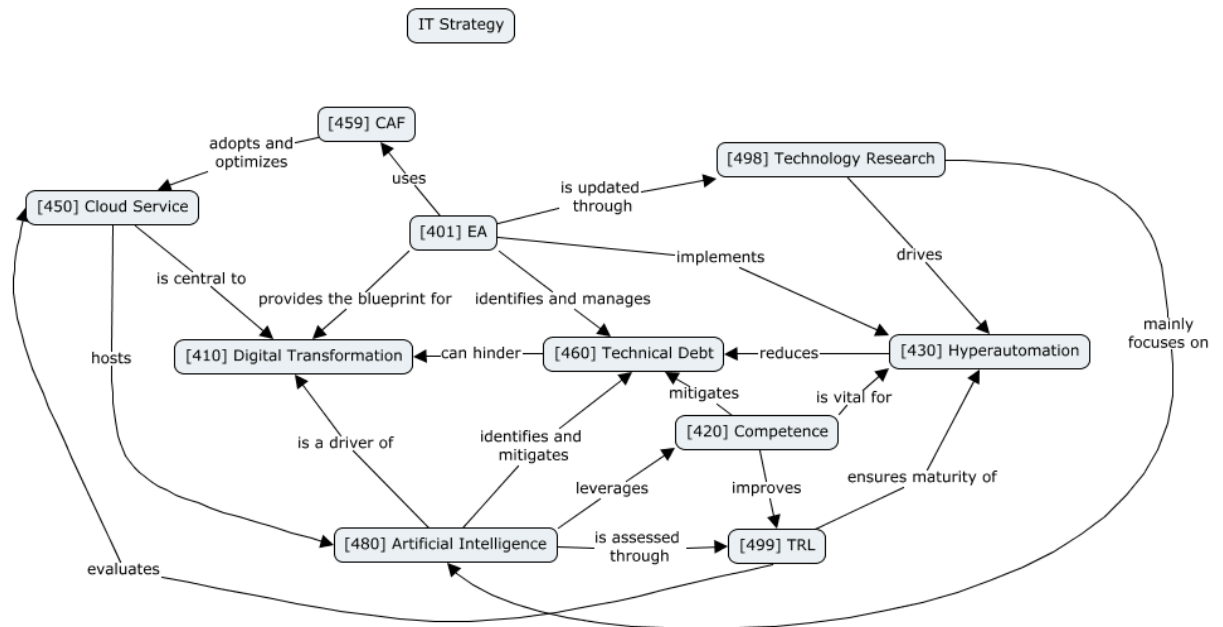 IT Strategy
[459] CAF
adopts and
optimizes
uses
[498] Technology Research
is updated
through
[450] Cloud Service
[401] EA
implements
drives
is central to
provides the blueprint for
identifies and manages
mainly
focuses on
hosts
[410] Digital Transformation
can hinder
[460] Technical Debt
reduces
[430] Hyperautomation
mitigates
is vital for
[420] Competence
is a driver of
identifies and
mitigates
leverages
improves
ensures maturity of
[480] Artificial Intelligence
is assessed
through
[499] TRL
evaluates